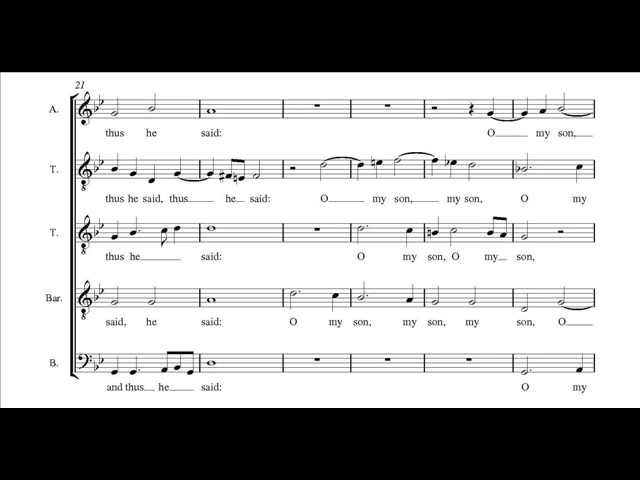 21
A.
thus he said: O my son,
T.
thus he said, thus he said: O my son, my son, O my
T.
thus he said: O my son, O my son,
Bar.
said, he said: O my son, my son, my son, O
B.
and thus he said: O my